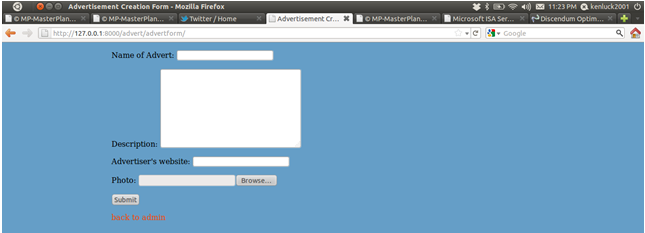 Advertisement Creation Form - Mozilla Firefox
11:23 PM kenluck2001
© MP-MasterPlan...
© MP-MasterPlan...
Twitter / Home
Advertisement Cr...
© MP-MasterPlan...
Microsoft ISA Ser...
Discendum Optim...
http://127.0.0.1:8000/advert/advertform/
Google
Name of Advert:
Description:
Advertiser's website:
Photo: Browse...
Submit
back to admin